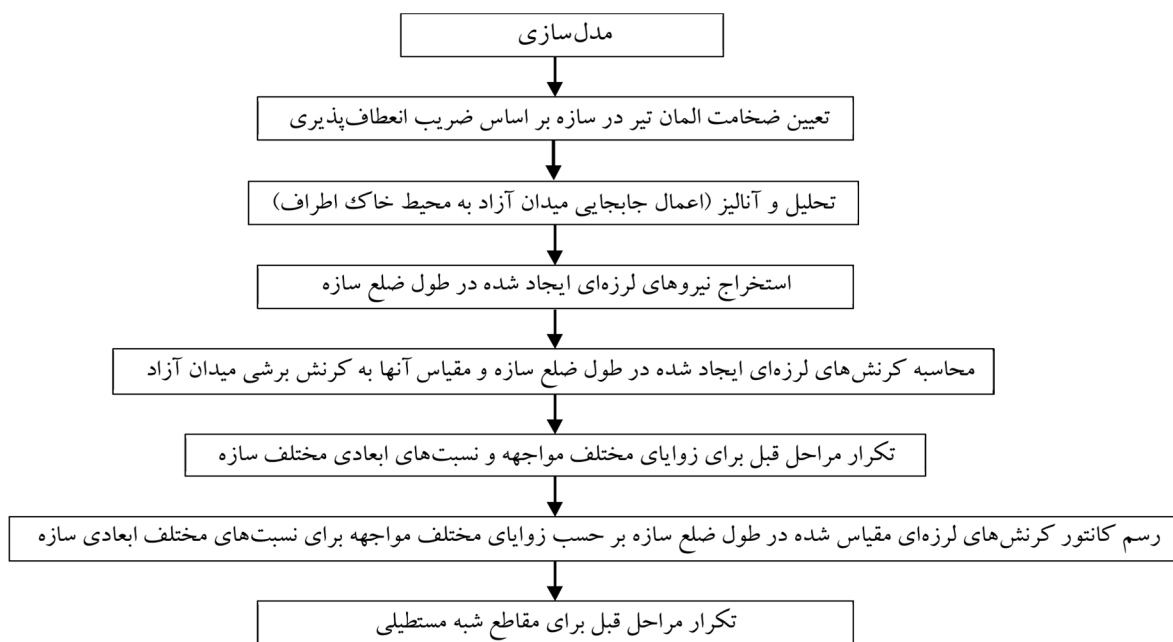 مدل‌سازی
تعیین ضخامت المان تیر در سازه بر اساس ضریب انعطاف‌پذیری
تحلیل و آنالیز (اعمال جابجایی میدان آزاد به محیط خاک اطراف)
استخراج نیروهای لرزه‌ای ایجاد شده در طول ضلع سازه
محاسبه کرنش‌های لرزه‌ای ایجاد شده در طول ضلع سازه و مقیاس آنها به کرنش برشی میدان آزاد
تکرار مراحل قبل برای زوایای مختلف مواجهه و نسبت‌های ابعادی مختلف سازه
رسم کانتور کرنش‌های لرزه‌ای مقیاس شده در طول ضلع سازه بر حسب زوایای مختلف مواجهه برای نسبت‌های مختلف ابعادی سازه
تکرار مراحل قبل برای مقاطع شبه مستطیلی